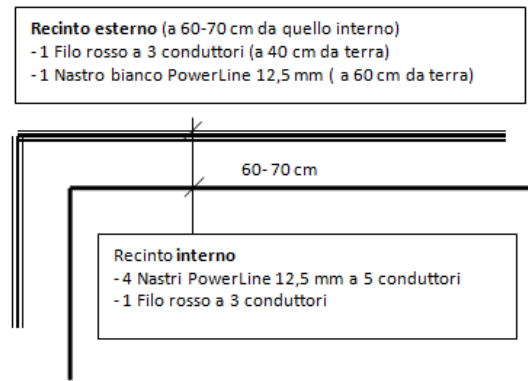 Recinto esterno (a 60-70 cm da quello interno)
- 1 Filo rosso a 3 conduttori (a 40 cm da terra)
- 1 Nastro bianco PowerLine 12,5 mm ( a 60 cm da terra)
60-70 cm
Recinto interno
- 4 Nastri PowerLine 12,5 mm a 5 conduttori
- 1 Filo rosso a 3 conduttori